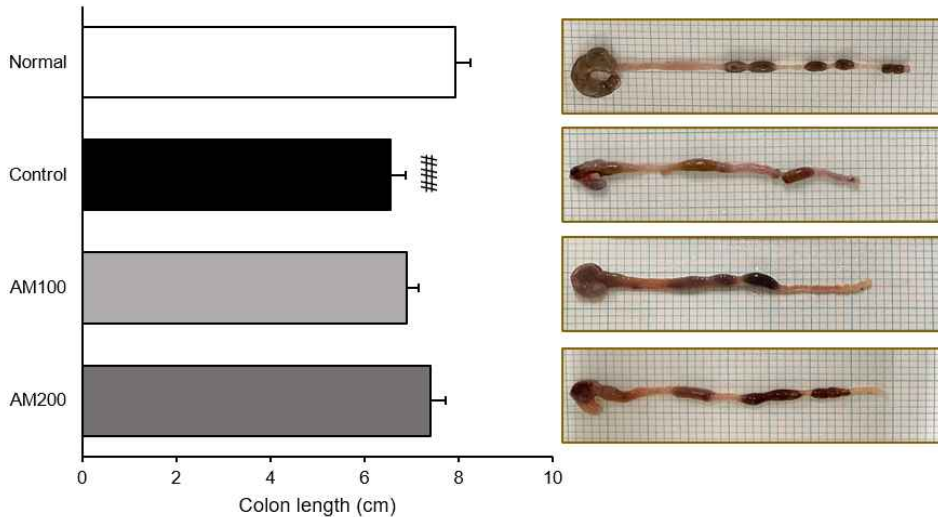 Normal
Control
###
AM100
AM200
0 2 4 6 8 10
Colon length (cm)